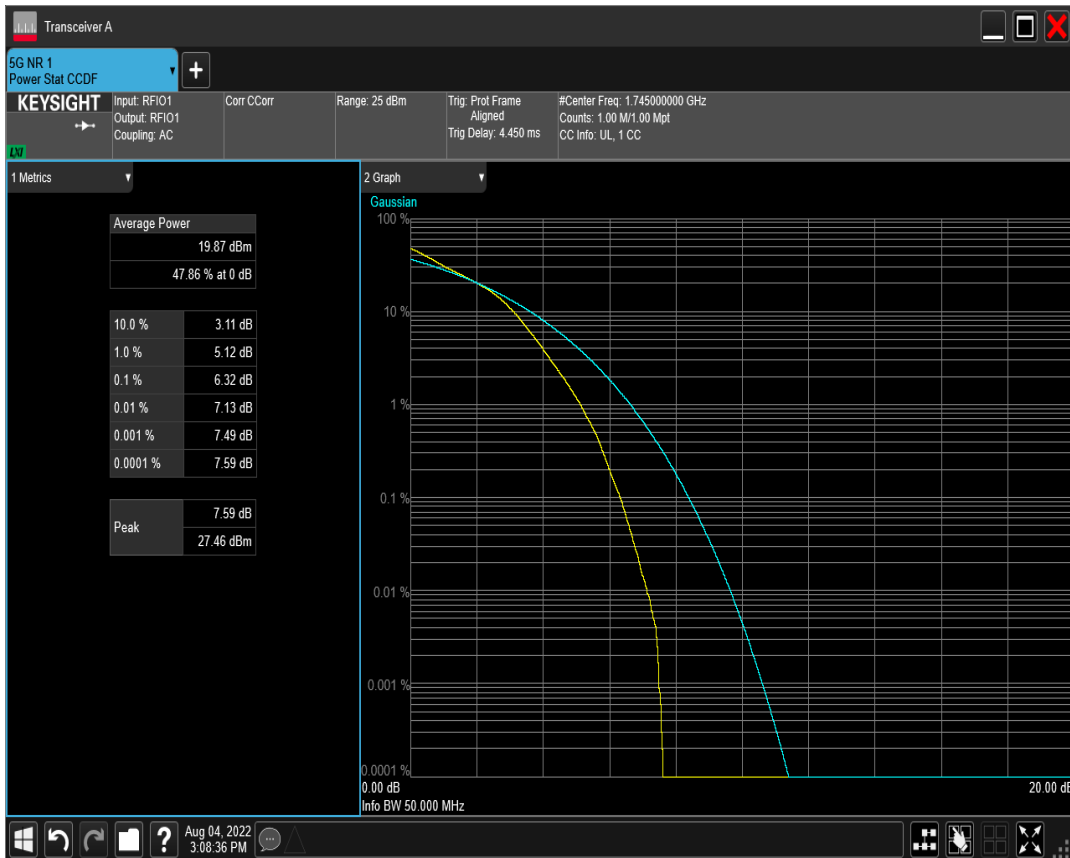 Transceiver A
5G NR 1
Power Stat CCDF
+
KEYSIGHT
LXI
Input: RFIO1
Output: RFIO1
Coupling: AC
Corr CCorr
Range: 25 dBm
Trig: Prot Frame
Aligned
Trig Delay: 4.450 ms
#Center Freq: 1.745000000 GHz
Counts: 1.00 M/1.00 Mpt
CC Info: UL, 1 CC
1 Metrics
Average Power
19.87 dBm
47.86 % at 0 dB
10.0 % 3.11 dB
1.0 % 5.12 dB
0.1 % 6.32 dB
0.01 % 7.13 dB
0.001 % 7.49 dB
0.0001 % 7.59 dB
Peak
7.59 dB
27.46 dBm
2 Graph
Gaussian
100 %
10 %
1 %
0.1 %
0.01 %
0.001 %
0.0001 %
0.00 dB 20.00 dB
Info BW 50.000 MHz
?
Aug 04, 2022
3:08:36 PM